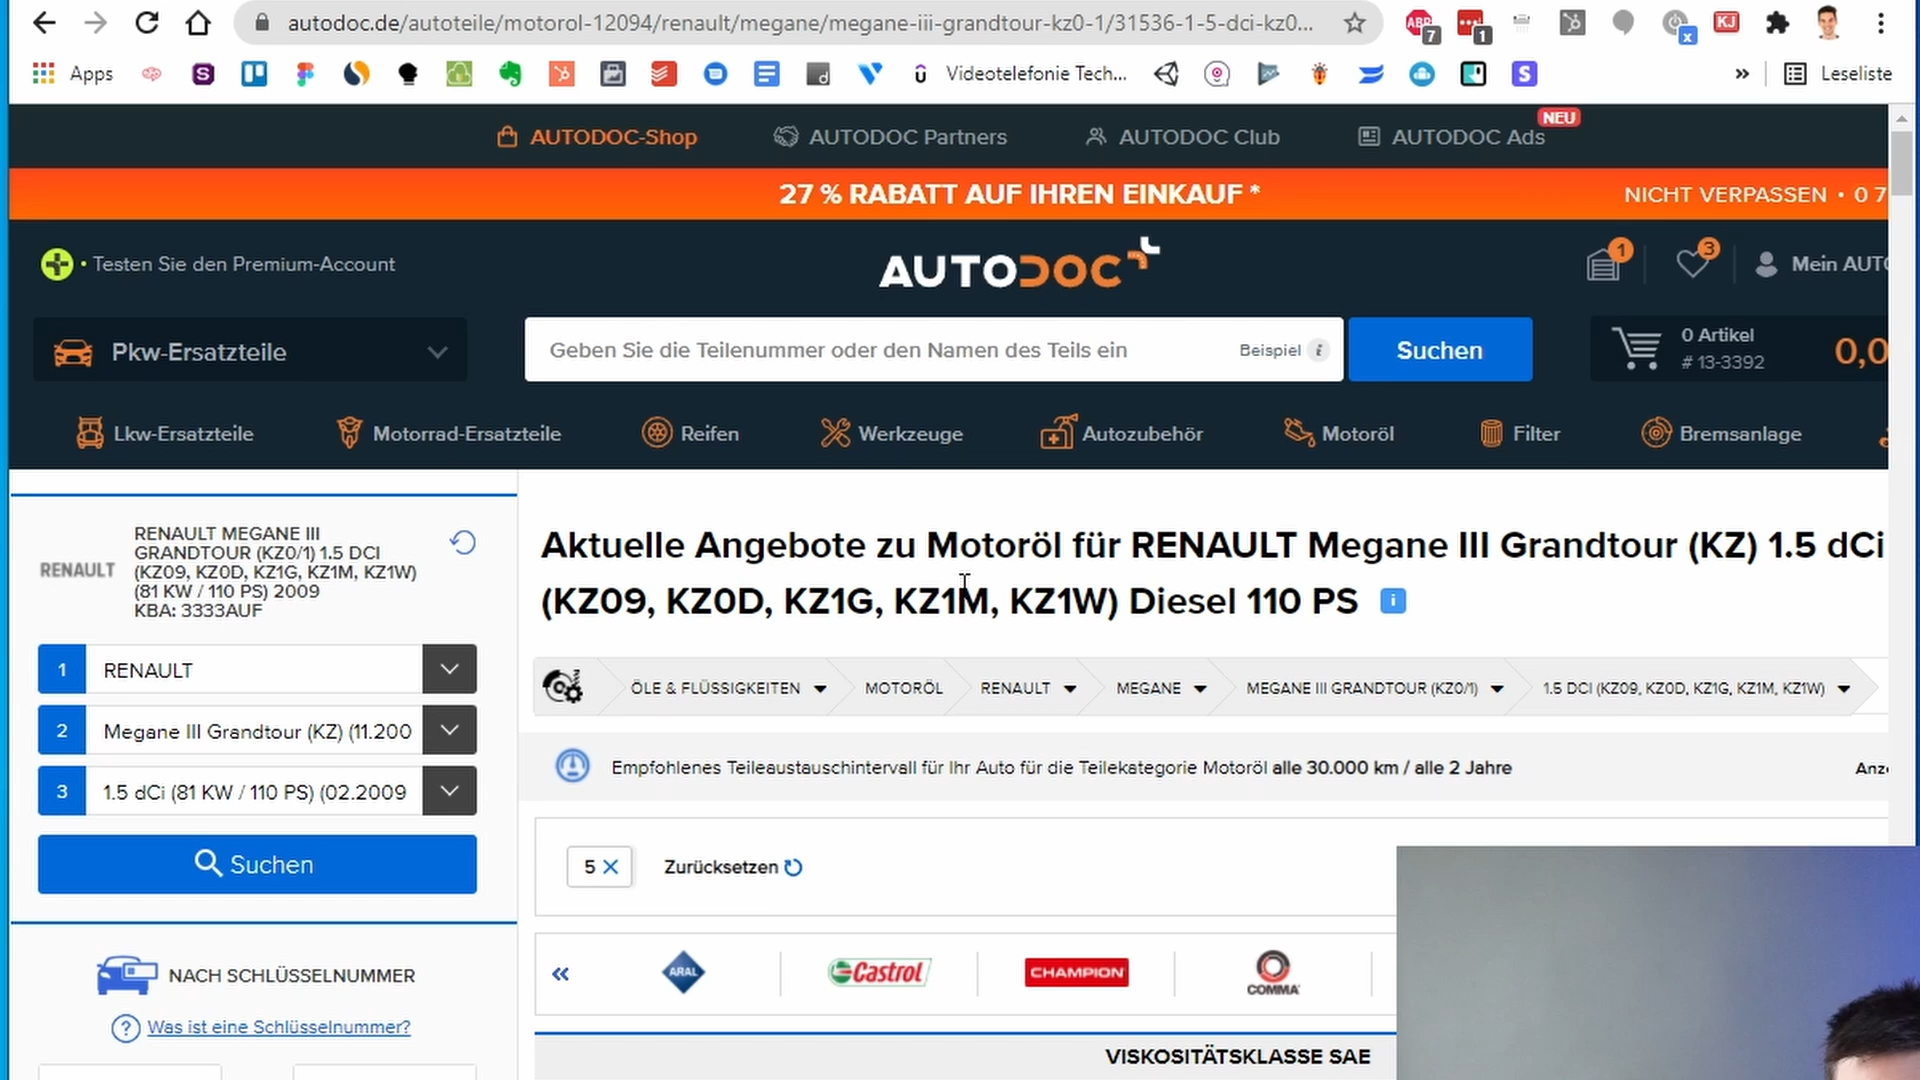 autodoc.de/autoteile/motorol-12094/renault/megane/megane-iii-grandtour-kz0-1/31536-1-5-dci-kz0...
ABP 7
1
x
KJ
Apps
S
Videotelefonie Tech...
S
»
Leseliste
AUTODOC-Shop
AUTODOC Partners
AUTODOC Club
AUTODOC Ads
NEU
27 % RABATT AUF IHREN EINKAUF *
NICHT VERPASSEN • 0 7
Testen Sie den Premium-Account
AUTODOC
1
3
Mein AUTO
Pkw-Ersatzteile
Geben Sie die Teilenummer oder den Namen des Teils ein
Beispiel i
Suchen
0 Artikel
# 13-3392
0,0
Lkw-Ersatzteile
Motorrad-Ersatzteile
Reifen
Werkzeuge
Autozubehör
Motoröl
Filter
Bremsanlage
RENAULT
RENAULT MEGANE III
GRANDTOUR (KZ0/1) 1.5 DCI
(KZ09, KZ0D, KZ1G, KZ1M, KZ1W)
(81 KW / 110 PS) 2009
KBA: 3333AUF
1 RENAULT
2 Megane III Grandtour (KZ) (11.200
3 1.5 dCi (81 KW / 110 PS) (02.2009
Suchen
NACH SCHLÜSSELNUMMER
? Was ist eine Schlüsselnummer?
Aktuelle Angebote zu Motoröl für RENAULT Megane III Grandtour (KZ) 1.5 dCi
(KZ09, KZ0D, KZ1G, KZ1M, KZ1W) Diesel 110 PS i
ÖLE & FLÜSSIGKEITEN
MOTORÖL
RENAULT
MEGANE
MEGANE III GRANDTOUR (KZ0/1)
1.5 DCI (KZ09, KZ0D, KZ1G, KZ1M, KZ1W)
Empfohlenes Teileaustauschintervall für Ihr Auto für die Teilekategorie Motoröl alle 30.000 km / alle 2 Jahre
Anz
5 ✕
Zurücksetzen
«
ARAL
Castrol
CHAMPION
COMMA
VISKOSITÄTSKLASSE SAE